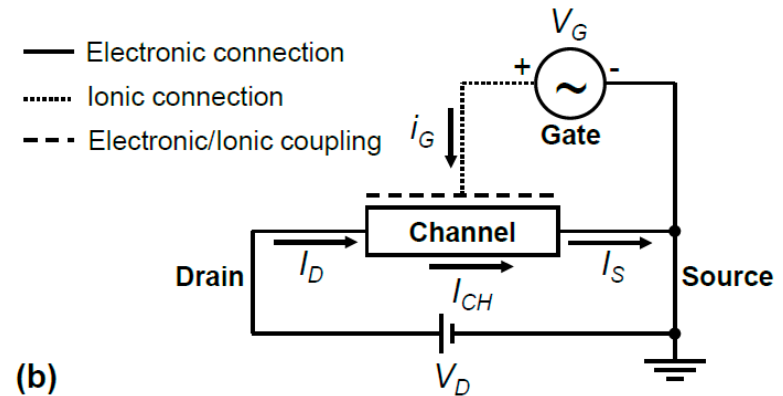 V_G
Electronic connection
+ ~ -
Ionic connection
Gate
Electronic/Ionic coupling
i_G
Channel
Drain
I_D
I_S
Source
I_CH
V_D
(b)